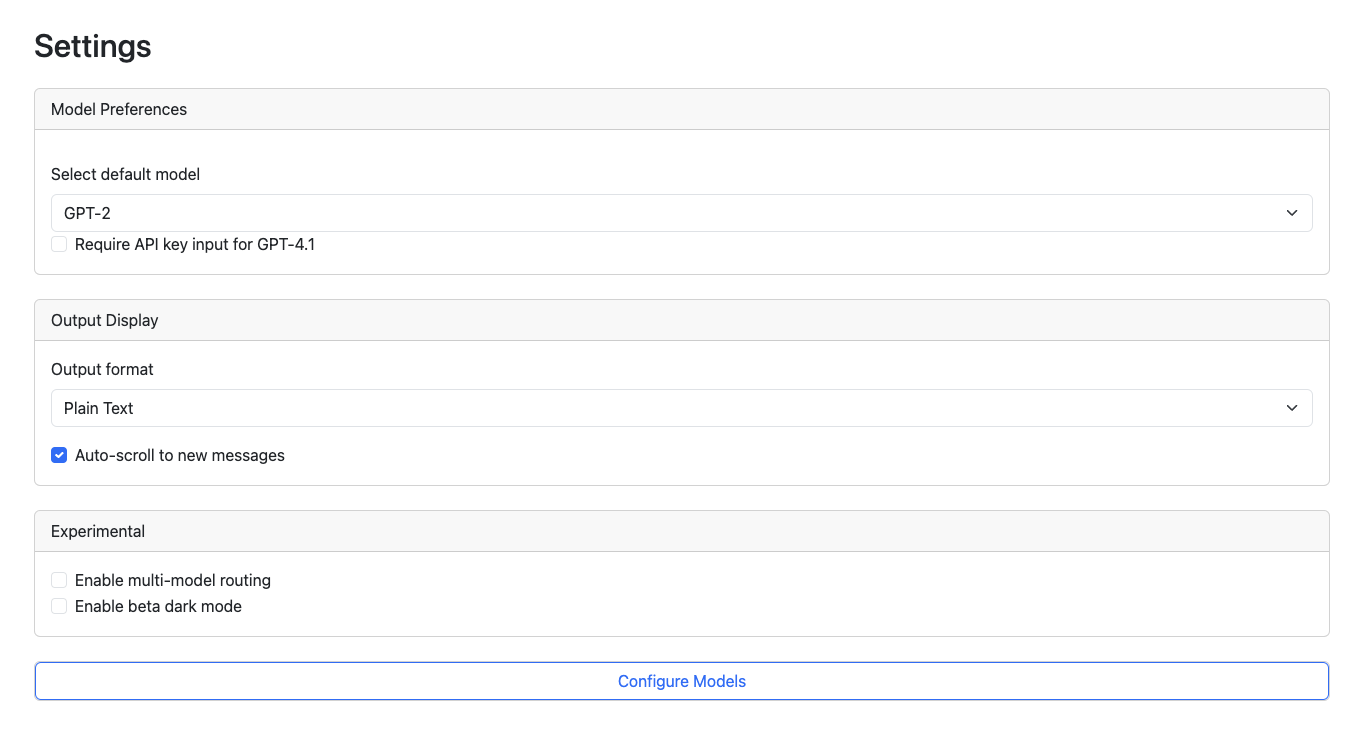 Settings
Model Preferences
Select default model
GPT-2
Require API key input for GPT-4.1
Output Display
Output format
Plain Text
Auto-scroll to new messages
Experimental
Enable multi-model routing
Enable beta dark mode
Configure Models